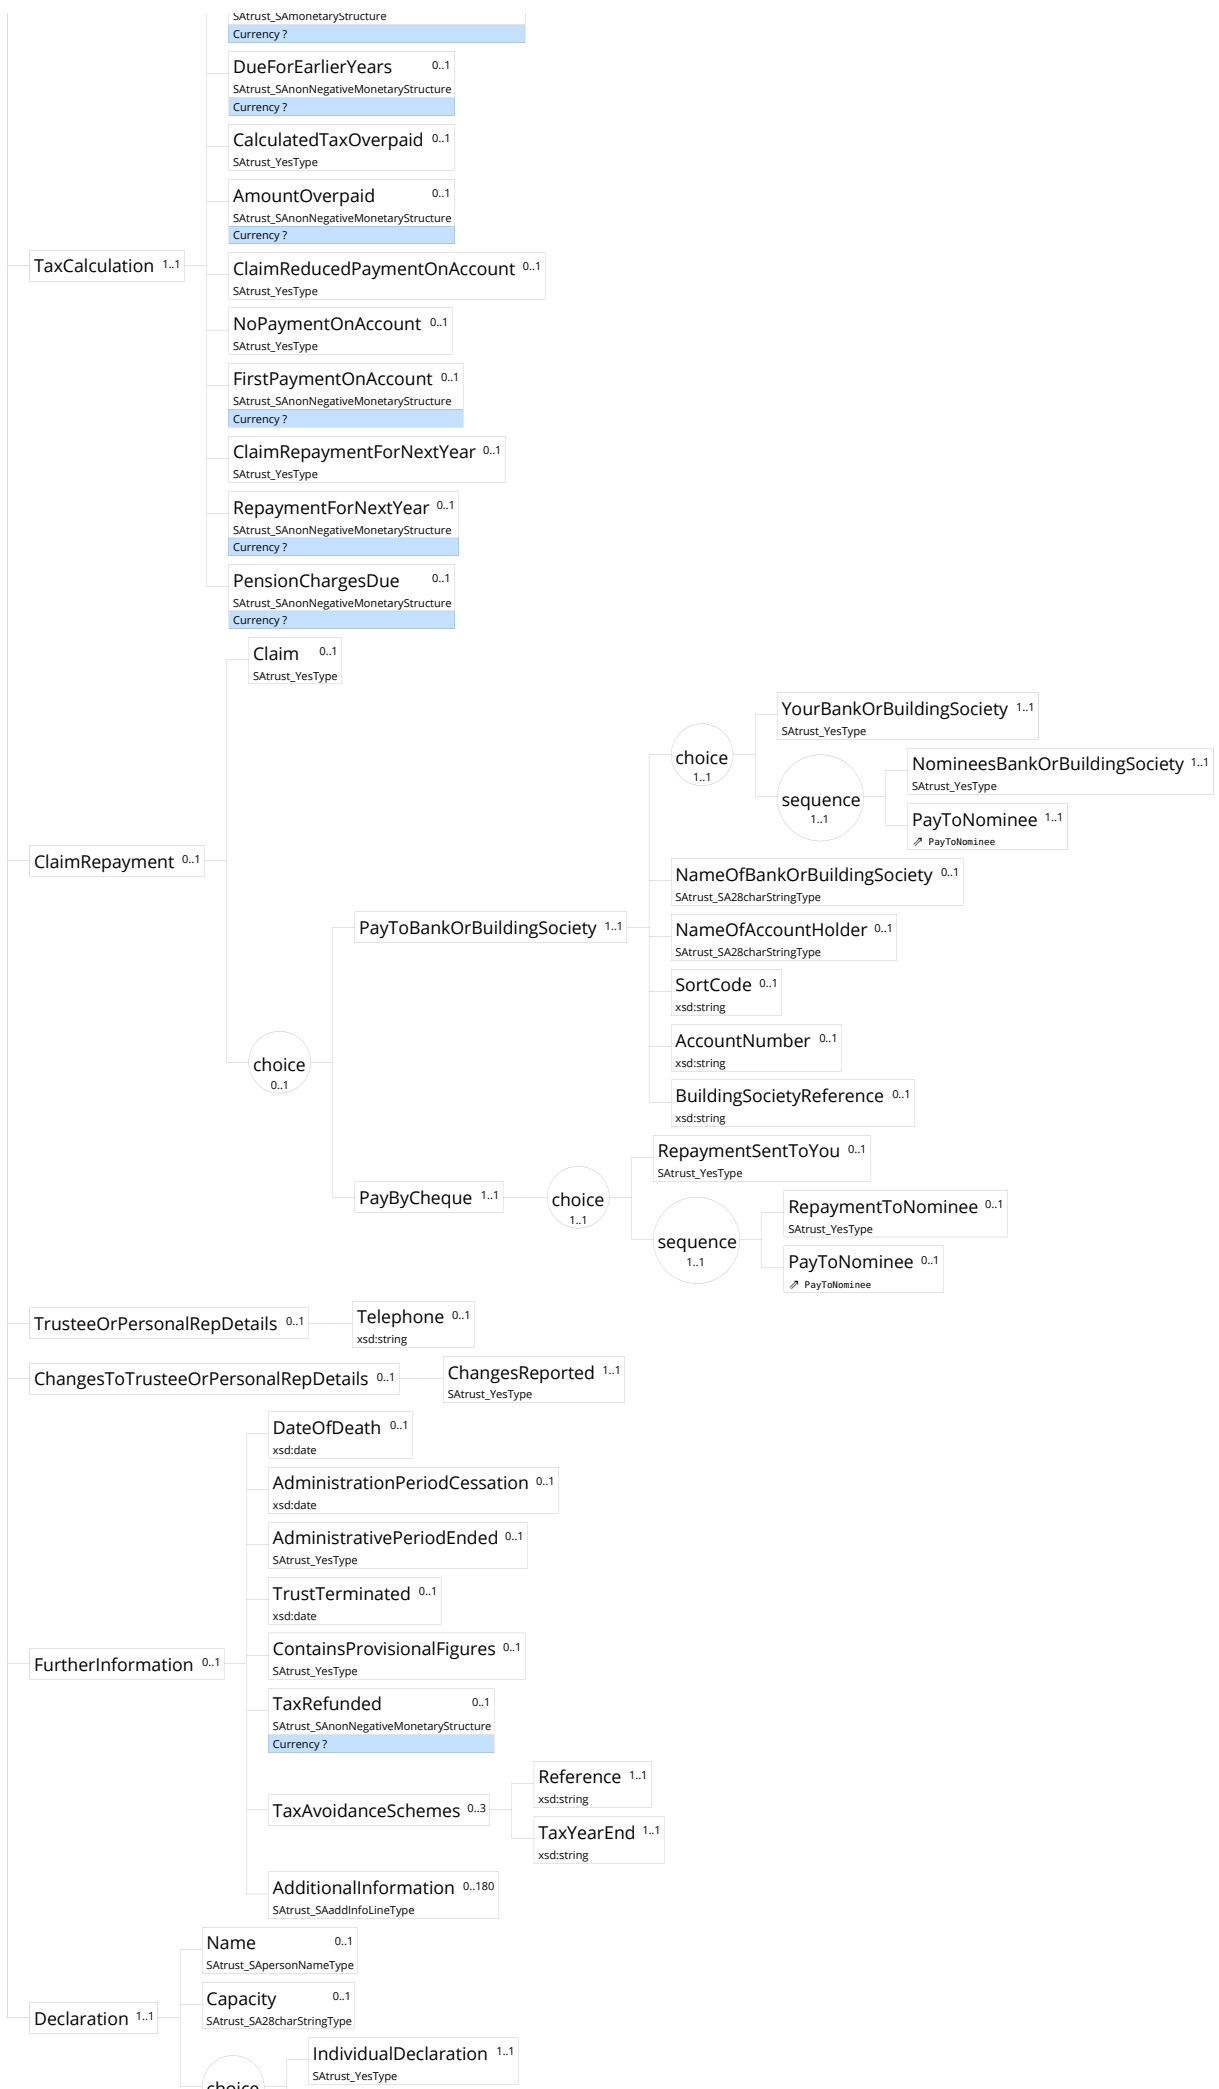 SAtrust_SAmonetaryStructure
Currency ?
DueForEarlierYears 0..1
SAtrust_SAnonNegativeMonetaryStructure
Currency ?
CalculatedTaxOverpaid 0..1
SAtrust_YesType
AmountOverpaid 0..1
SAtrust_SAnonNegativeMonetaryStructure
Currency ?
TaxCalculation 1..1
ClaimReducedPaymentOnAccount 0..1
SAtrust_YesType
NoPaymentOnAccount 0..1
SAtrust_YesType
FirstPaymentOnAccount 0..1
SAtrust_SAnonNegativeMonetaryStructure
Currency ?
ClaimRepaymentForNextYear 0..1
SAtrust_YesType
RepaymentForNextYear 0..1
SAtrust_SAnonNegativeMonetaryStructure
Currency ?
PensionChargesDue 0..1
SAtrust_SAnonNegativeMonetaryStructure
Currency ?
Claim 0..1
SAtrust_YesType
YourBankOrBuildingSociety 1..1
SAtrust_YesType
choice
1..1
NomineesBankOrBuildingSociety 1..1
SAtrust_YesType
sequence
1..1
PayToNominee 1..1
⇗ PayToNominee
ClaimRepayment 0..1
NameOfBankOrBuildingSociety 0..1
SAtrust_SA28charStringType
PayToBankOrBuildingSociety 1..1
NameOfAccountHolder 0..1
SAtrust_SA28charStringType
SortCode 0..1
xsd:string
AccountNumber 0..1
xsd:string
choice
0..1
BuildingSocietyReference 0..1
xsd:string
RepaymentSentToYou 0..1
SAtrust_YesType
PayByCheque 1..1
choice
1..1
RepaymentToNominee 0..1
SAtrust_YesType
sequence
1..1
PayToNominee 0..1
⇗ PayToNominee
TrusteeOrPersonalRepDetails 0..1
Telephone 0..1
xsd:string
ChangesToTrusteeOrPersonalRepDetails 0..1
ChangesReported 1..1
SAtrust_YesType
DateOfDeath 0..1
xsd:date
AdministrationPeriodCessation 0..1
xsd:date
AdministrativePeriodEnded 0..1
SAtrust_YesType
TrustTerminated 0..1
xsd:date
FurtherInformation 0..1
ContainsProvisionalFigures 0..1
SAtrust_YesType
TaxRefunded 0..1
SAtrust_SAnonNegativeMonetaryStructure
Currency ?
Reference 1..1
xsd:string
TaxAvoidanceSchemes 0..3
TaxYearEnd 1..1
xsd:string
AdditionalInformation 0..180
SAtrust_SAaddInfoLineType
Name 0..1
SAtrust_SApersonNameType
Capacity 0..1
SAtrust_SA28charStringType
Declaration 1..1
IndividualDeclaration 1..1
SAtrust_YesType
choice